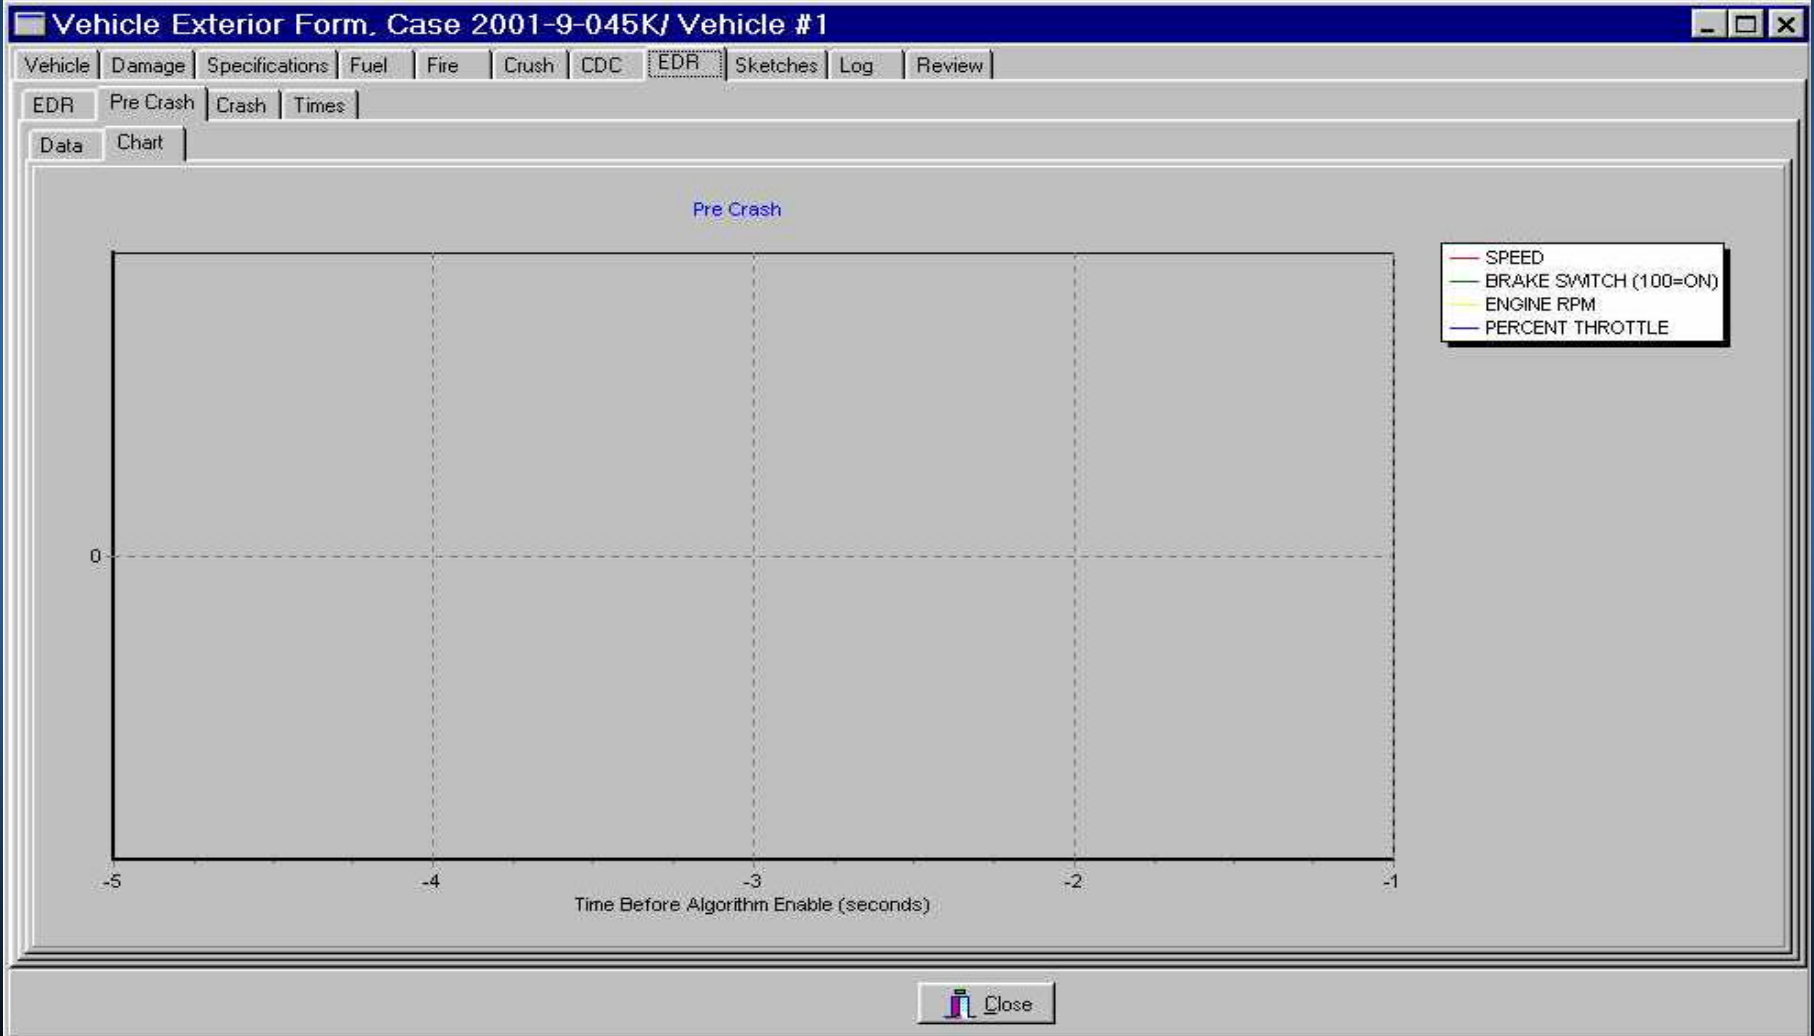 Vehicle Exterior Form, Case 2001-9-045K/ Vehicle #1
Vehicle Damage Specifications Fuel Fire Crush CDC EDR Sketches Log Review
EDR Pre Crash Crash Times
Data Chart
Pre Crash
SPEED
BRAKE SWITCH (100=ON)
ENGINE RPM
PERCENT THROTTLE
0
-5 -4 -3 -2 -1
Time Before Algorithm Enable (seconds)
Close